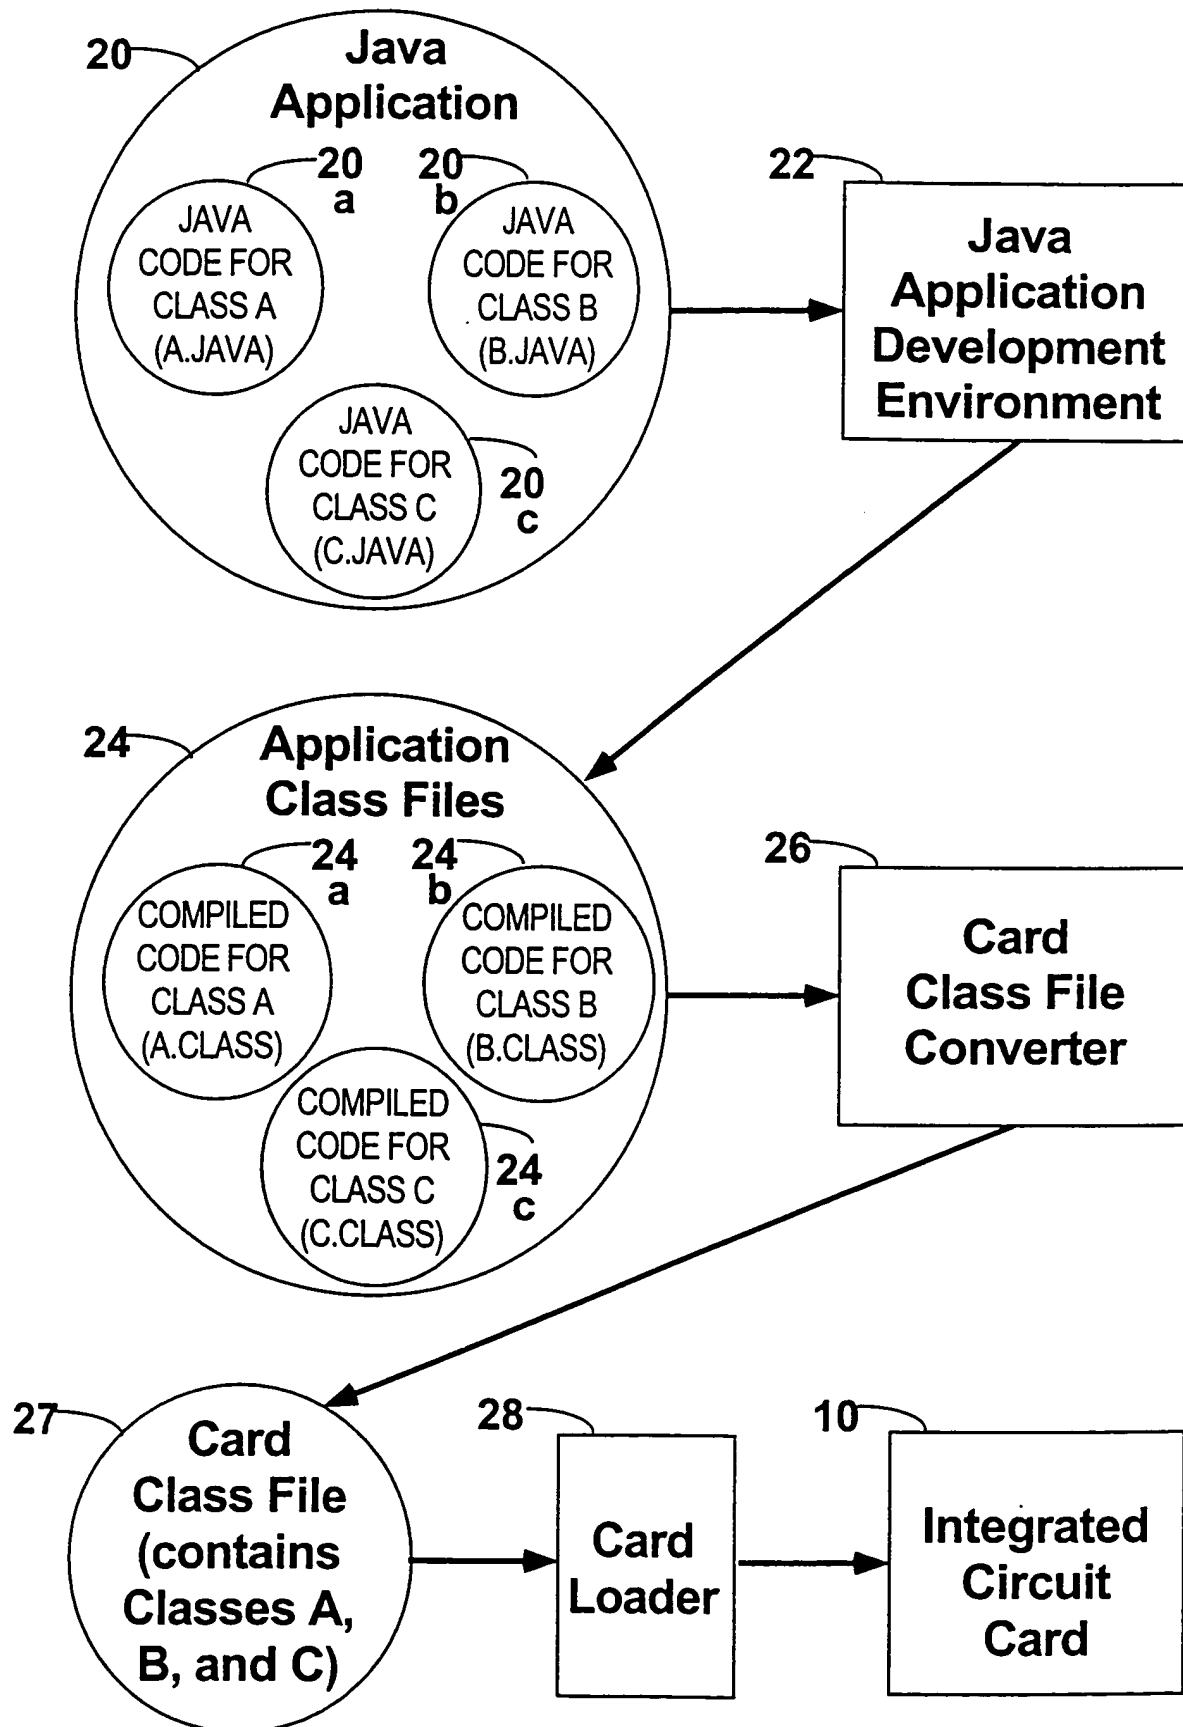 20
Java
Application
20
a
20
b
JAVA
CODE FOR
CLASS A
(A.JAVA)
JAVA
CODE FOR
CLASS B
(B.JAVA)
JAVA
CODE FOR
CLASS C
(C.JAVA)
20
c
22
Java
Application
Development
Environment
24
Application
Class Files
24
a
24
b
COMPILED
CODE FOR
CLASS A
(A.CLASS)
COMPILED
CODE FOR
CLASS B
(B.CLASS)
COMPILED
CODE FOR
CLASS C
(C.CLASS)
24
c
26
Card
Class File
Converter
27
Card
Class File
(contains
Classes A,
B, and C)
28
Card
Loader
10
Integrated
Circuit
Card